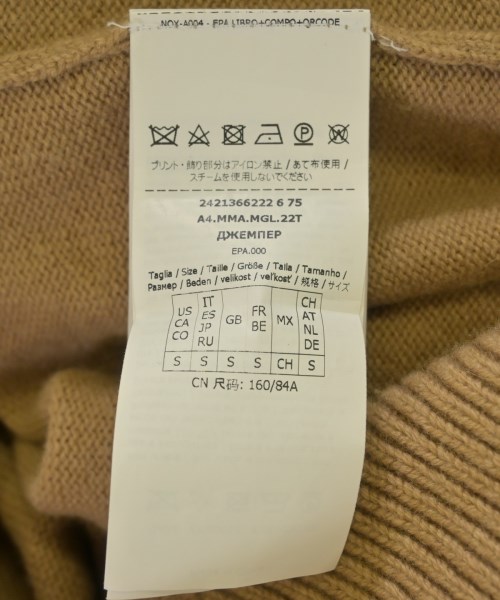 NOX-A004 - EPA LIBRO+COMPO+QRCODE
プリント・飾り部分はアイロン禁止 / あて布使用 /
スチームを使用しないでください
2421366222 6 75
A4.MMA.MGL.22T
ДЖЕМПЕР
EPA.000
Taglia / Size / Taille / Größe / Talla / Tamanho /
Размер / Beden / velikost / veľkosť / 规格 / サイズ
US CA CO IT ES JP RU GB FR BE MX CH AT NL DE
S S S S CH S
CN 尺码: 160/84A